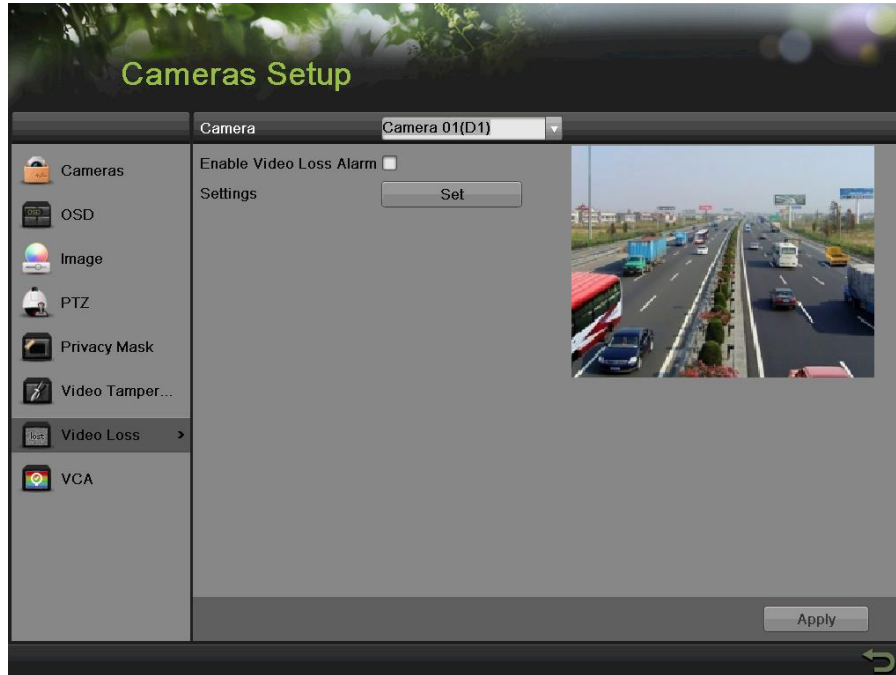 Cameras Setup
Camera
Camera 01(D1)
Cameras
OSD
Image
PTZ
Privacy Mask
Video Tamper...
Video Loss >
VCA
Enable Video Loss Alarm
Settings
Set
Apply